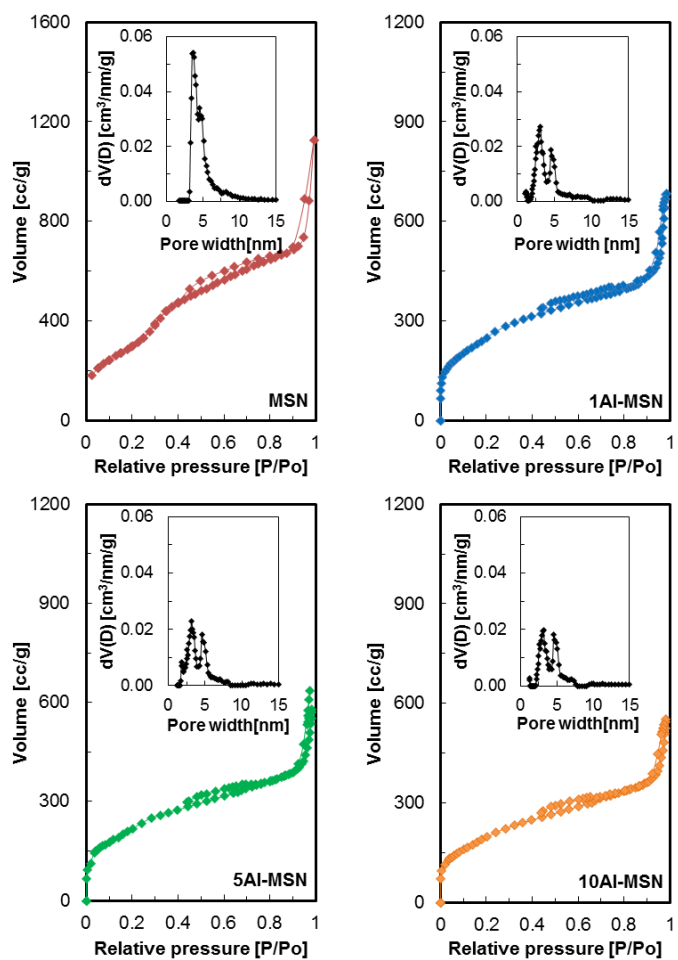 1600
1200
800
400
0
Volume [cc/g]
0 0.2 0.4 0.6 0.8 1
Relative pressure [P/Po]
MSN
0.06
0.04
0.02
0.00
dV(D) [cm³/nm/g]
0 5 10 15
Pore width[nm]
1200
900
600
300
0
Volume [cc/g]
0 0.2 0.4 0.6 0.8 1
Relative pressure [P/Po]
1Al-MSN
0.06
0.04
0.02
0.00
dV(D) [cm³/nm/g]
0 5 10 15
Pore width [nm]
1200
900
600
300
0
Volume [cc/g]
0 0.2 0.4 0.6 0.8 1
Relative pressure [P/Po]
5Al-MSN
0.06
0.04
0.02
0.00
dV(D) [cm³/nm/g]
0 5 10 15
Pore width[nm]
1200
900
600
300
0
Volume [cc/g]
0 0.2 0.4 0.6 0.8 1
Relative pressure [P/Po]
10Al-MSN
0.06
0.04
0.02
0.00
dV(D) [cm³/nm/g]
0 5 10 15
Pore width[nm]